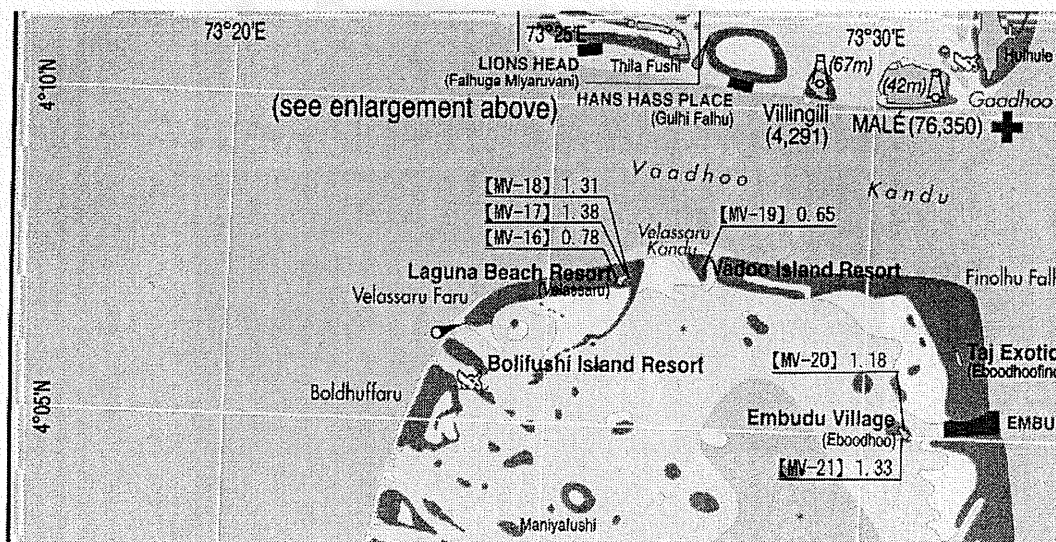 73°20'E
73°25'E
73°30'E
4°10'N
LIONS HEAD
(Falhuga Miyaruvani)
Thila Fushi
(67m)
(42m)
Hulhule
Gaadhoo
(see enlargement above)
HANS HASS PLACE
(Gulhi Falhu)
Villingili
(4,291)
MALÉ (76,350)
Vaadhoo
Kandu
[MV-18] 1.31
[MV-17] 1.38
[MV-16] 0.78
[MV-19] 0.65
Velassaru
Kandu
Laguna Beach Resort
(Velassaru)
Vadoo Island Resort
Velassaru Faru
Finolhu Falh
Bolifushi Island Resort
[MV-20] 1.18
Taj Exotic
(Eboodhoofino
Boldhuffaru
4°05'N
Embudu Village
(Eboodhoo)
EMBU
[MV-21] 1.33
Maniyafushi